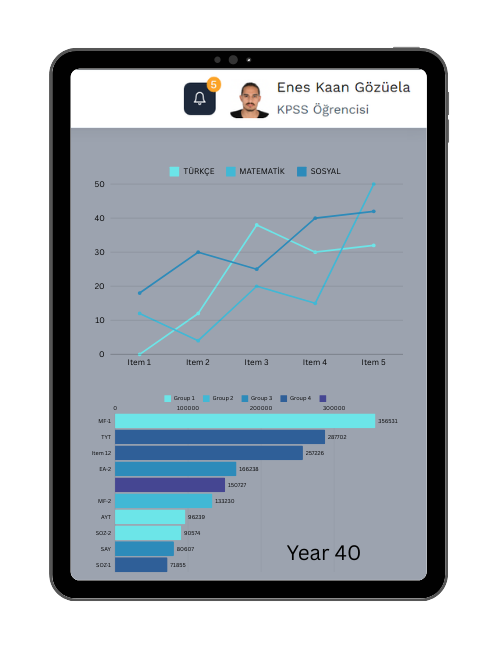 5
Enes Kaan Gözüela
KPSS Öğrencisi
TÜRKÇE MATEMATİK SOSYAL
50
40
30
20
10
0
Item 1 Item 2 Item 3 Item 4 Item 5
Group 1 Group 2 Group 3 Group 4
0 100000 200000 300000
MF-1 356531
TYT 287702
Item 12 257226
EA-2 166238
150727
MF-2 133230
AYT 96239
SOZ-2 90574
SAY 80607
SOZ-1 71855
Year 40